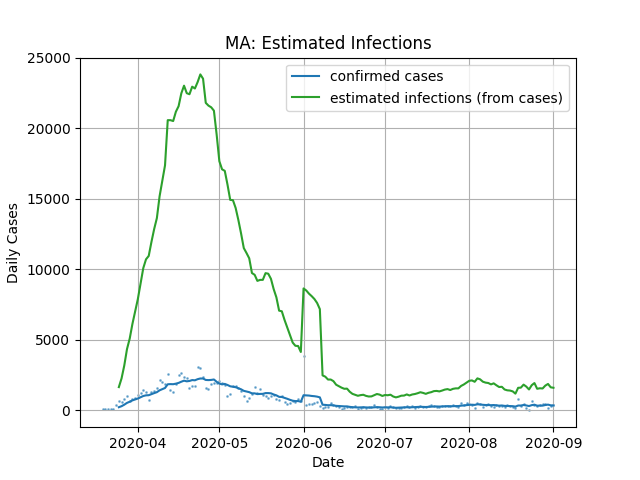 MA: Estimated Infections
confirmed cases
estimated infections (from cases)
25000
20000
15000
10000
5000
0
Daily Cases
2020-04 2020-05 2020-06 2020-07 2020-08 2020-09
Date